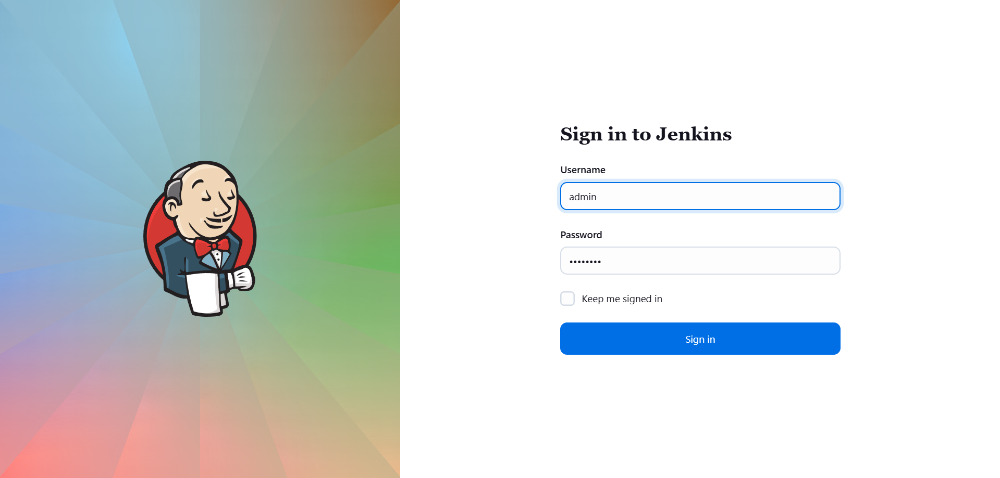 Sign in to Jenkins
Username
admin
Password
••••••••
Keep me signed in
Sign in